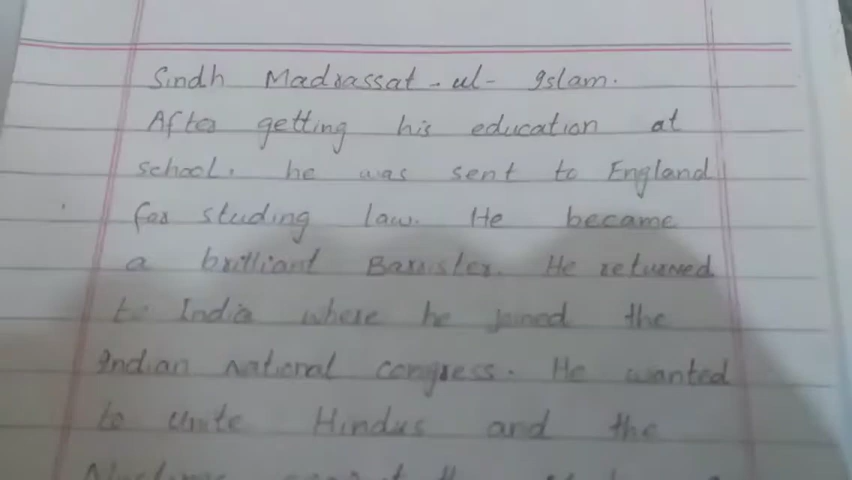 Sindh Madrassat-ul-Islam.
After getting his education at
school. he was sent to England
for studing law. He became
a brilliant Barrister. He returned
to India where he joined the
Indian National congress. He wanted
to unite Hindus and the